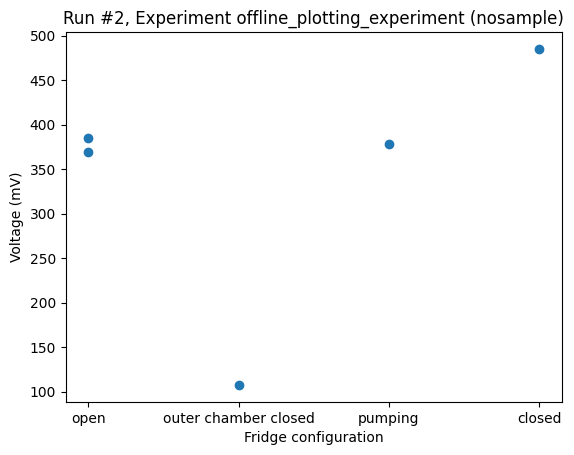 Run #2, Experiment offline_plotting_experiment (nosample)
500
450
400
350
300
250
200
150
100
Voltage (mV)
open outer chamber closed pumping closed
Fridge configuration